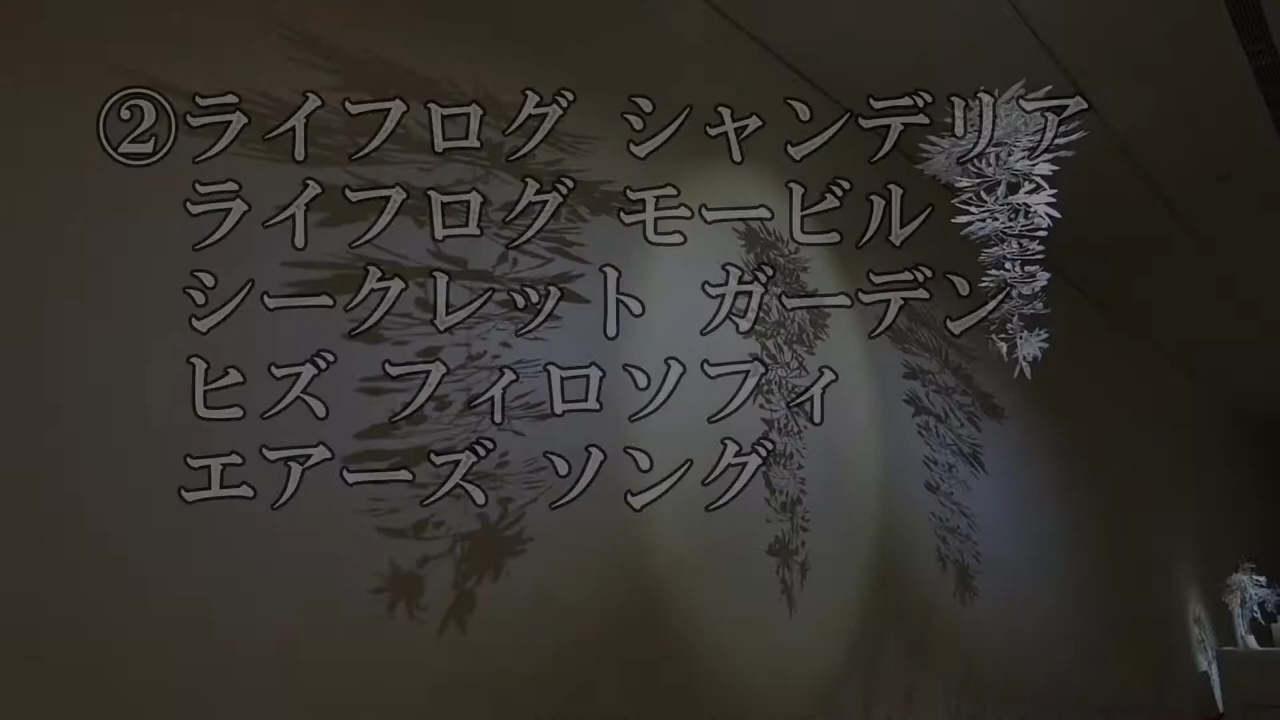 ②ライフログ シャンデリア
ライフログ モービル
シークレット ガーデン
ヒズ フィロソフィ
エアーズ ソング